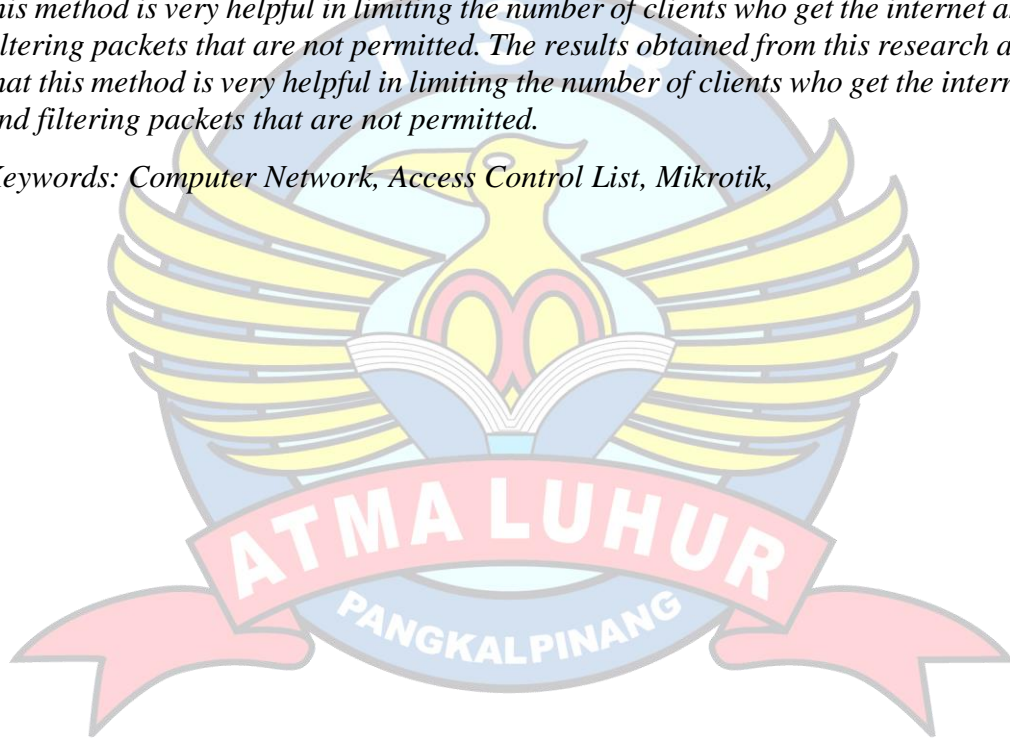 his method is very helpful in limiting the number of clients who get the internet a
ltering packets that are not permitted. The results obtained from this research a
hat this method is very helpful in limiting the number of clients who get the intern
nd filtering packets that are not permitted.
eywords: Computer Network, Access Control List, Mikrotik,
I S B
ATMA LUHUR
PANGKALPINANG